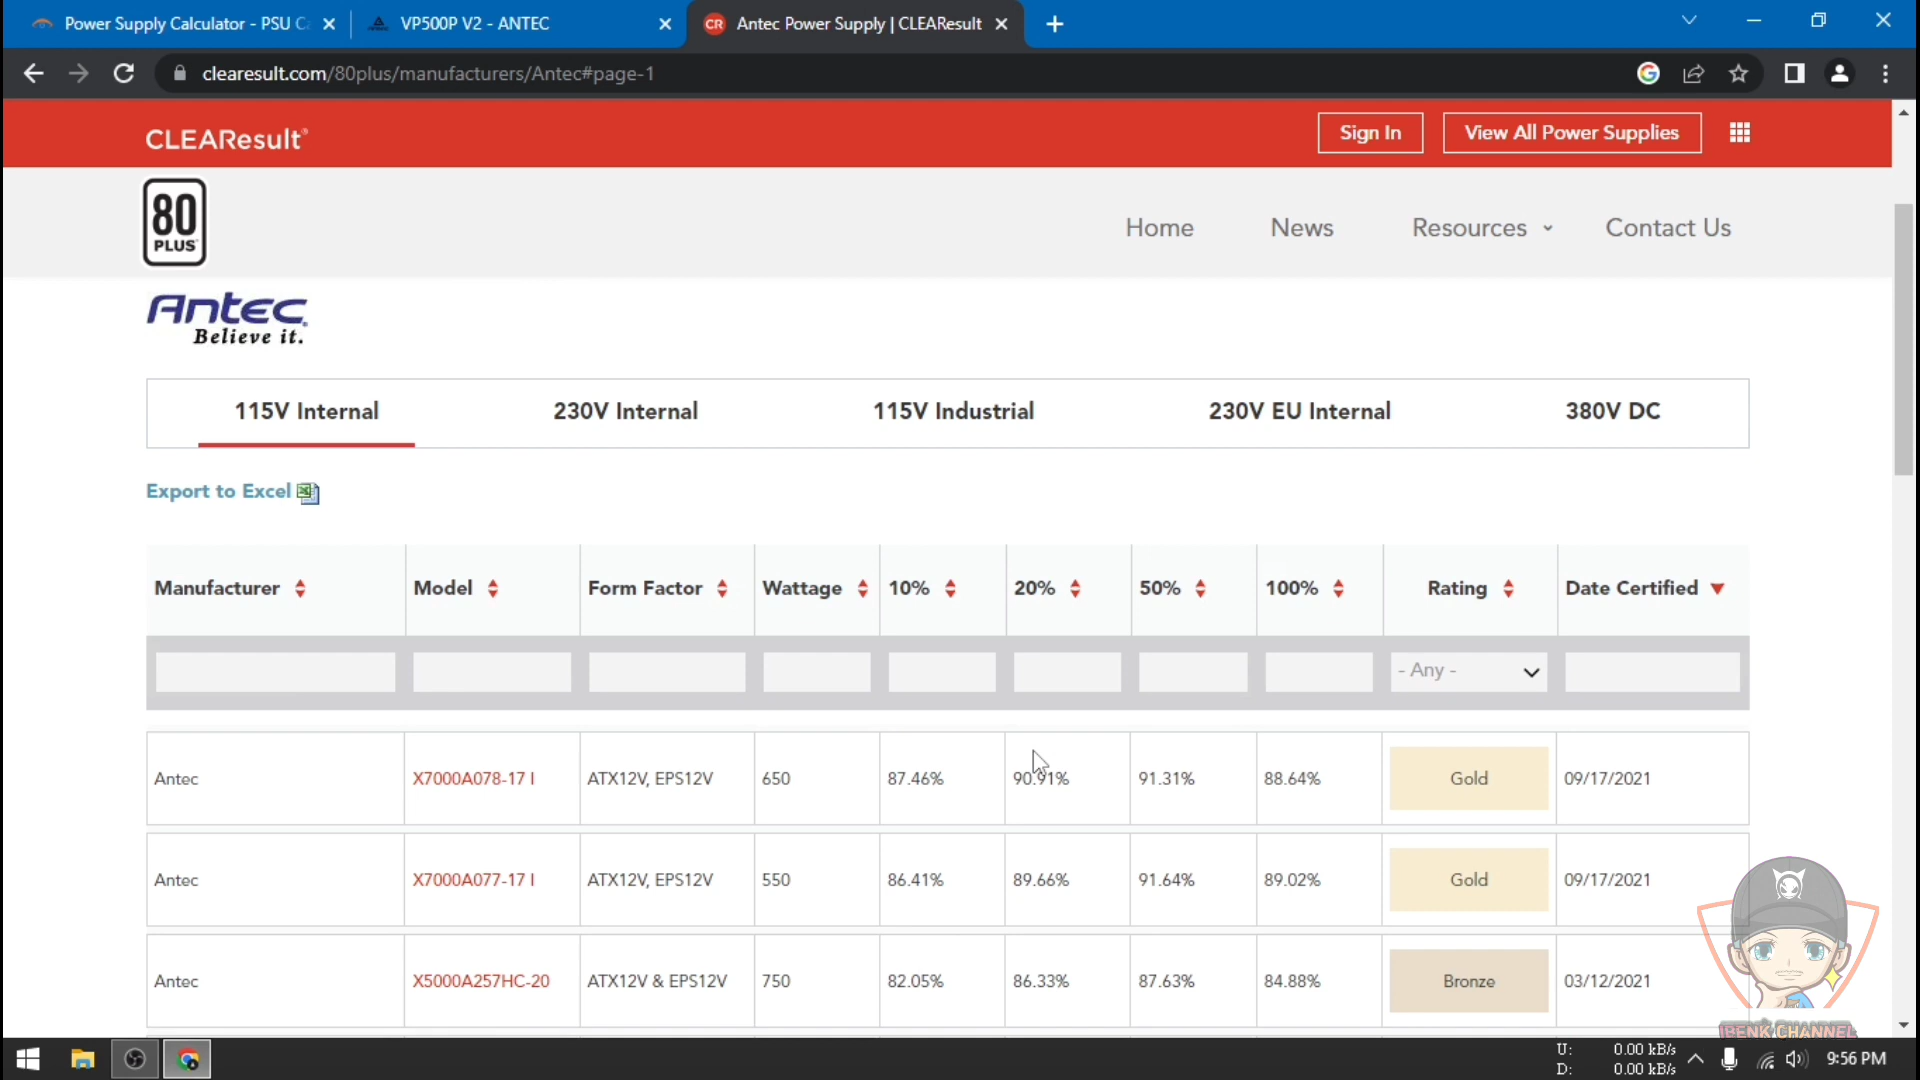 Power Supply Calculator - PSU Ca
VP500P V2 - ANTEC
CR Antec Power Supply | CLEAResult
clearesult.com/80plus/manufacturers/Antec#page-1
CLEAResult®
Sign In
View All Power Supplies
80
PLUS
Home News Resources Contact Us
Antec
Believe it.
115V Internal 230V Internal 115V Industrial 230V EU Internal 380V DC
Export to Excel
Manufacturer Model Form Factor Wattage 10% 20% 50% 100% Rating Date Certified
- Any -
Antec X7000A078-17 I ATX12V, EPS12V 650 87.46% 90.91% 91.31% 88.64% Gold 09/17/2021
Antec X7000A077-17 I ATX12V, EPS12V 550 86.41% 89.66% 91.64% 89.02% Gold 09/17/2021
Antec X5000A257HC-20 ATX12V & EPS12V 750 82.05% 86.33% 87.63% 84.88% Bronze 03/12/2021
IBENK CHANNEL
U: 0.00 kB/s
D: 0.00 kB/s
9:56 PM